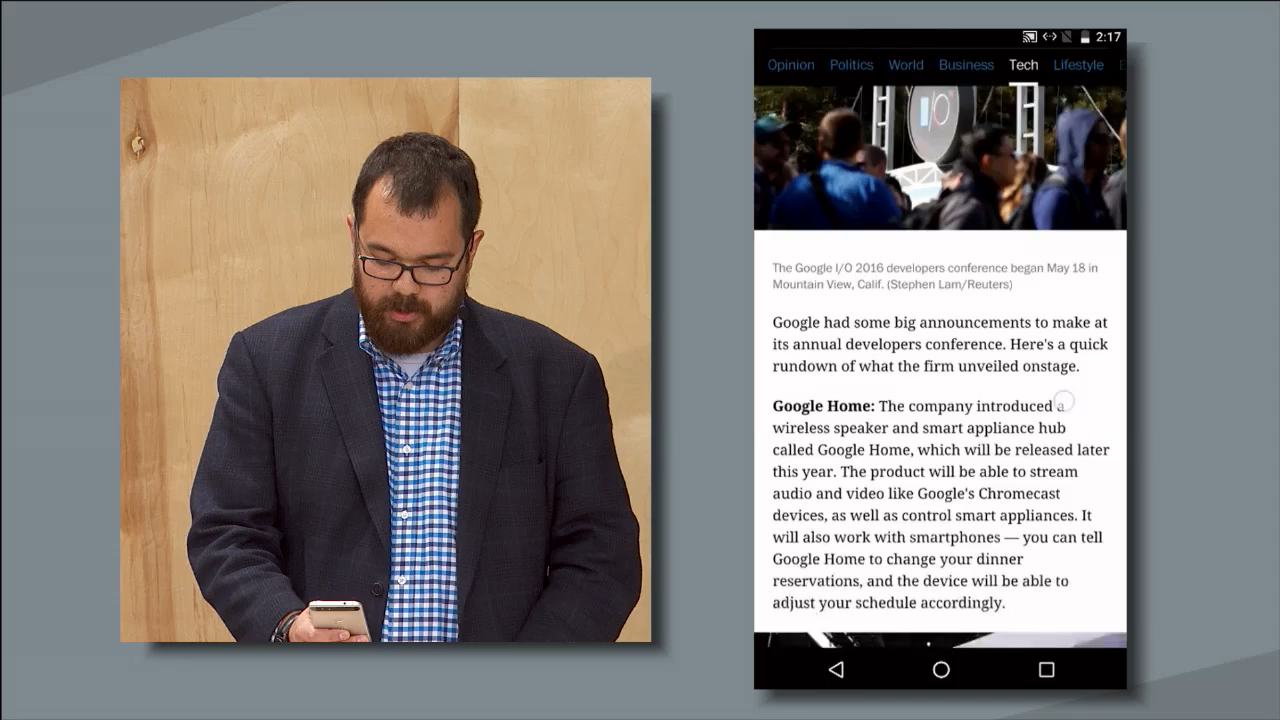 2:17
Opinion Politics World Business Tech Lifestyle E
I/O
The Google I/O 2016 developers conference began May 18 in
Mountain View, Calif. (Stephen Lam/Reuters)
Google had some big announcements to make at
its annual developers conference. Here's a quick
rundown of what the firm unveiled onstage.
Google Home: The company introduced a
wireless speaker and smart appliance hub
called Google Home, which will be released later
this year. The product will be able to stream
audio and video like Google's Chromecast
devices, as well as control smart appliances. It
will also work with smartphones — you can tell
Google Home to change your dinner
reservations, and the device will be able to
adjust your schedule accordingly.